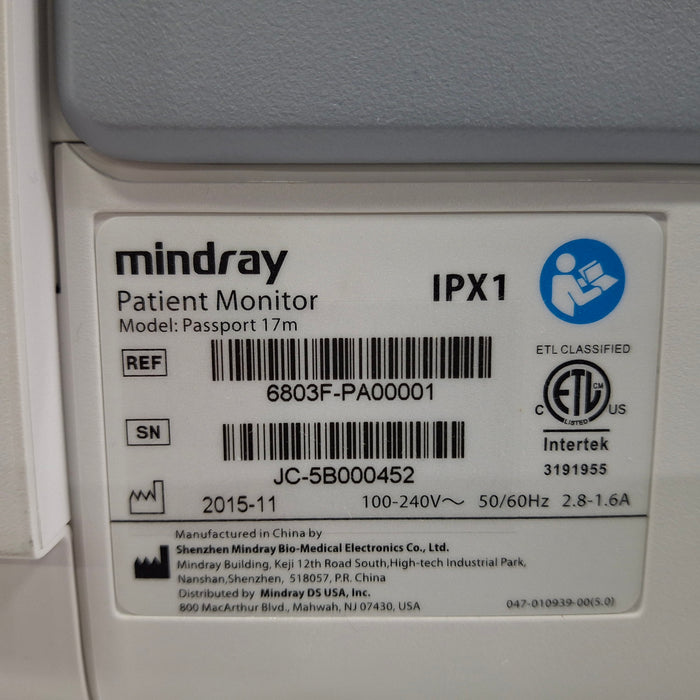 mindray
IPX1
Patient Monitor
Model: Passport 17m
REF
6803F-PA00001
SN
JC-5B000452
2015-11 100-240V~ 50/60Hz 2.8-1.6A
ETL CLASSIFIED
ETL CM
LISTED
C US
Intertek
3191955
Manufactured in China by
Shenzhen Mindray Bio-Medical Electronics Co., Ltd.
Mindray Building, Keji 12th Road South,High-tech Industrial Park,
Nanshan,Shenzhen, 518057, P.R. China
Distributed by Mindray DS USA, Inc.
800 MacArthur Blvd., Mahwah, NJ 07430, USA
047-010939-00(5.0)